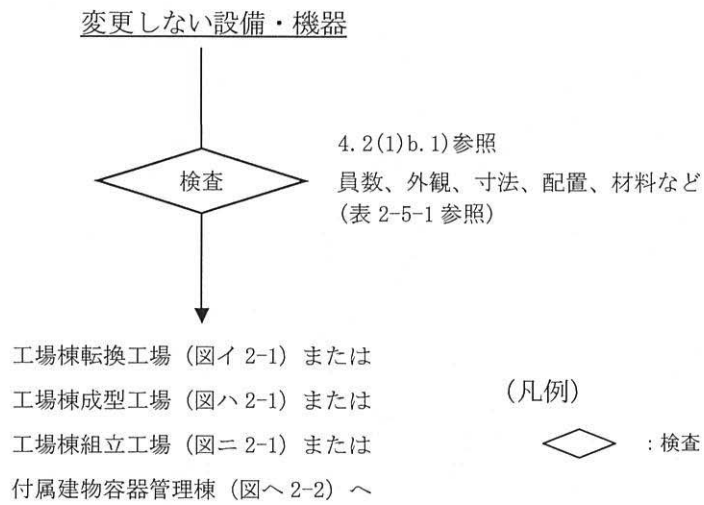 変更しない設備・機器
検査
4.2(1)b.1)参照
員数、外観、寸法、配置、材料など
(表 2-5-1 参照)
工場棟転換工場（図イ 2-1）または
工場棟成型工場（図ハ 2-1）または
工場棟組立工場（図ニ 2-1）または
付属建物容器管理棟（図ヘ 2-2）へ
（凡例）
：検査